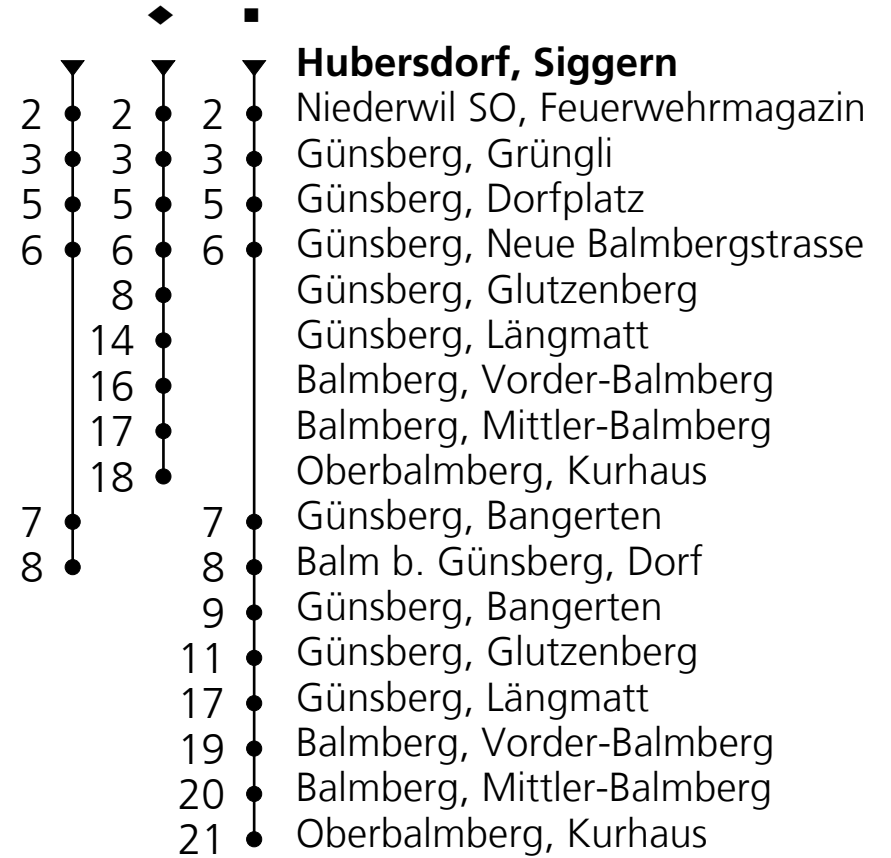 ◆ ■
Hubersdorf, Siggern
2 2 2 Niederwil SO, Feuerwehrmagazin
3 3 3 Günsberg, Grüngli
5 5 5 Günsberg, Dorfplatz
6 6 6 Günsberg, Neue Balmbergstrasse
8 Günsberg, Glutzenberg
14 Günsberg, Längmatt
16 Balmberg, Vorder-Balmberg
17 Balmberg, Mittler-Balmberg
18 Oberbalmberg, Kurhaus
7 7 Günsberg, Bangerten
8 8 Balm b. Günsberg, Dorf
9 Günsberg, Bangerten
11 Günsberg, Glutzenberg
17 Günsberg, Längmatt
19 Balmberg, Vorder-Balmberg
20 Balmberg, Mittler-Balmberg
21 Oberbalmberg, Kurhaus